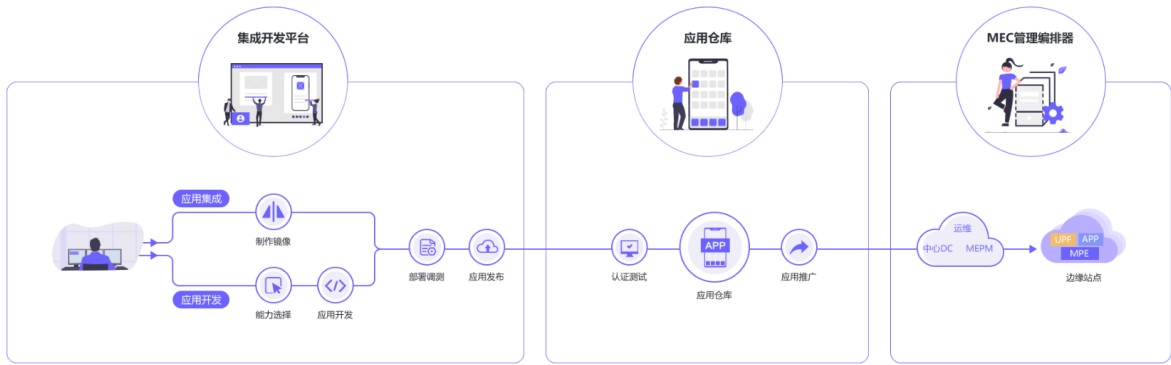 集成开发平台
应用仓库
MEC管理编排器
应用集成
制作镜像
应用开发
能力选择
应用开发
部署调测
应用发布
认证测试
APP
应用仓库
应用推广
运维
中心DC MEPM
UPF APP
MPE
边缘站点